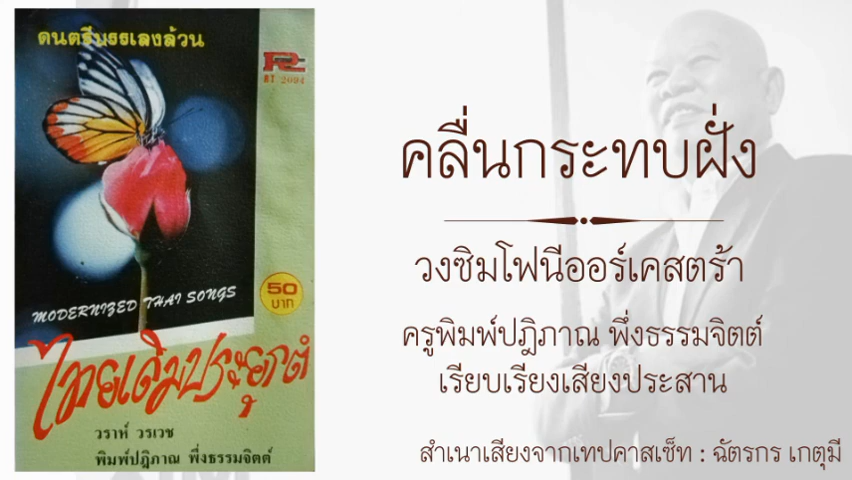 ดนตรีบรรเลงล้วน
RT 2094
MODERNIZED THAI SONGS
50
บาท
ไทยเดิมประยุกต์
วราห์ วรเวช
พิมพ์ปฎิภาณ พึ่งธรรมจิตต์
คลื่นกระทบฝั่ง
วงซิมโฟนีออร์เคสตร้า
ครูพิมพ์ปฎิภาณ พึ่งธรรมจิตต์
เรียบเรียงเสียงประสาน
สำเนาเสียงจากเทปคาสเซ็ท : ฉัตรกร เกตุมี